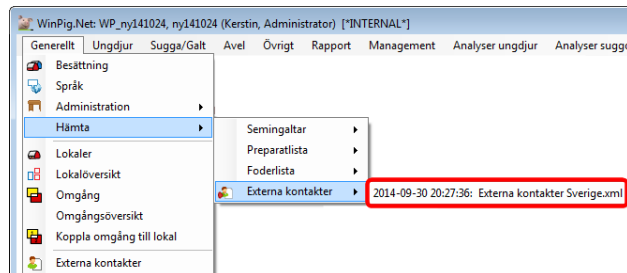 WinPig.Net: WP_ny141024, ny141024 (Kerstin, Administrator) [*INTERNAL*]
Generellt Ungdjur Sugga/Galt Avel Övrigt Rapport Management Analyser ungdjur Analyser sugg
Besättning
Språk
Administration
Hämta
Semingaltar
Preparatlista
Foderlista
Externa kontakter
2014-09-30 20:27:36: Externa kontakter Sverige.xml
Lokaler
Lokalöversikt
Omgång
Omgångsöversikt
Koppla omgång till lokal
Externa kontakter